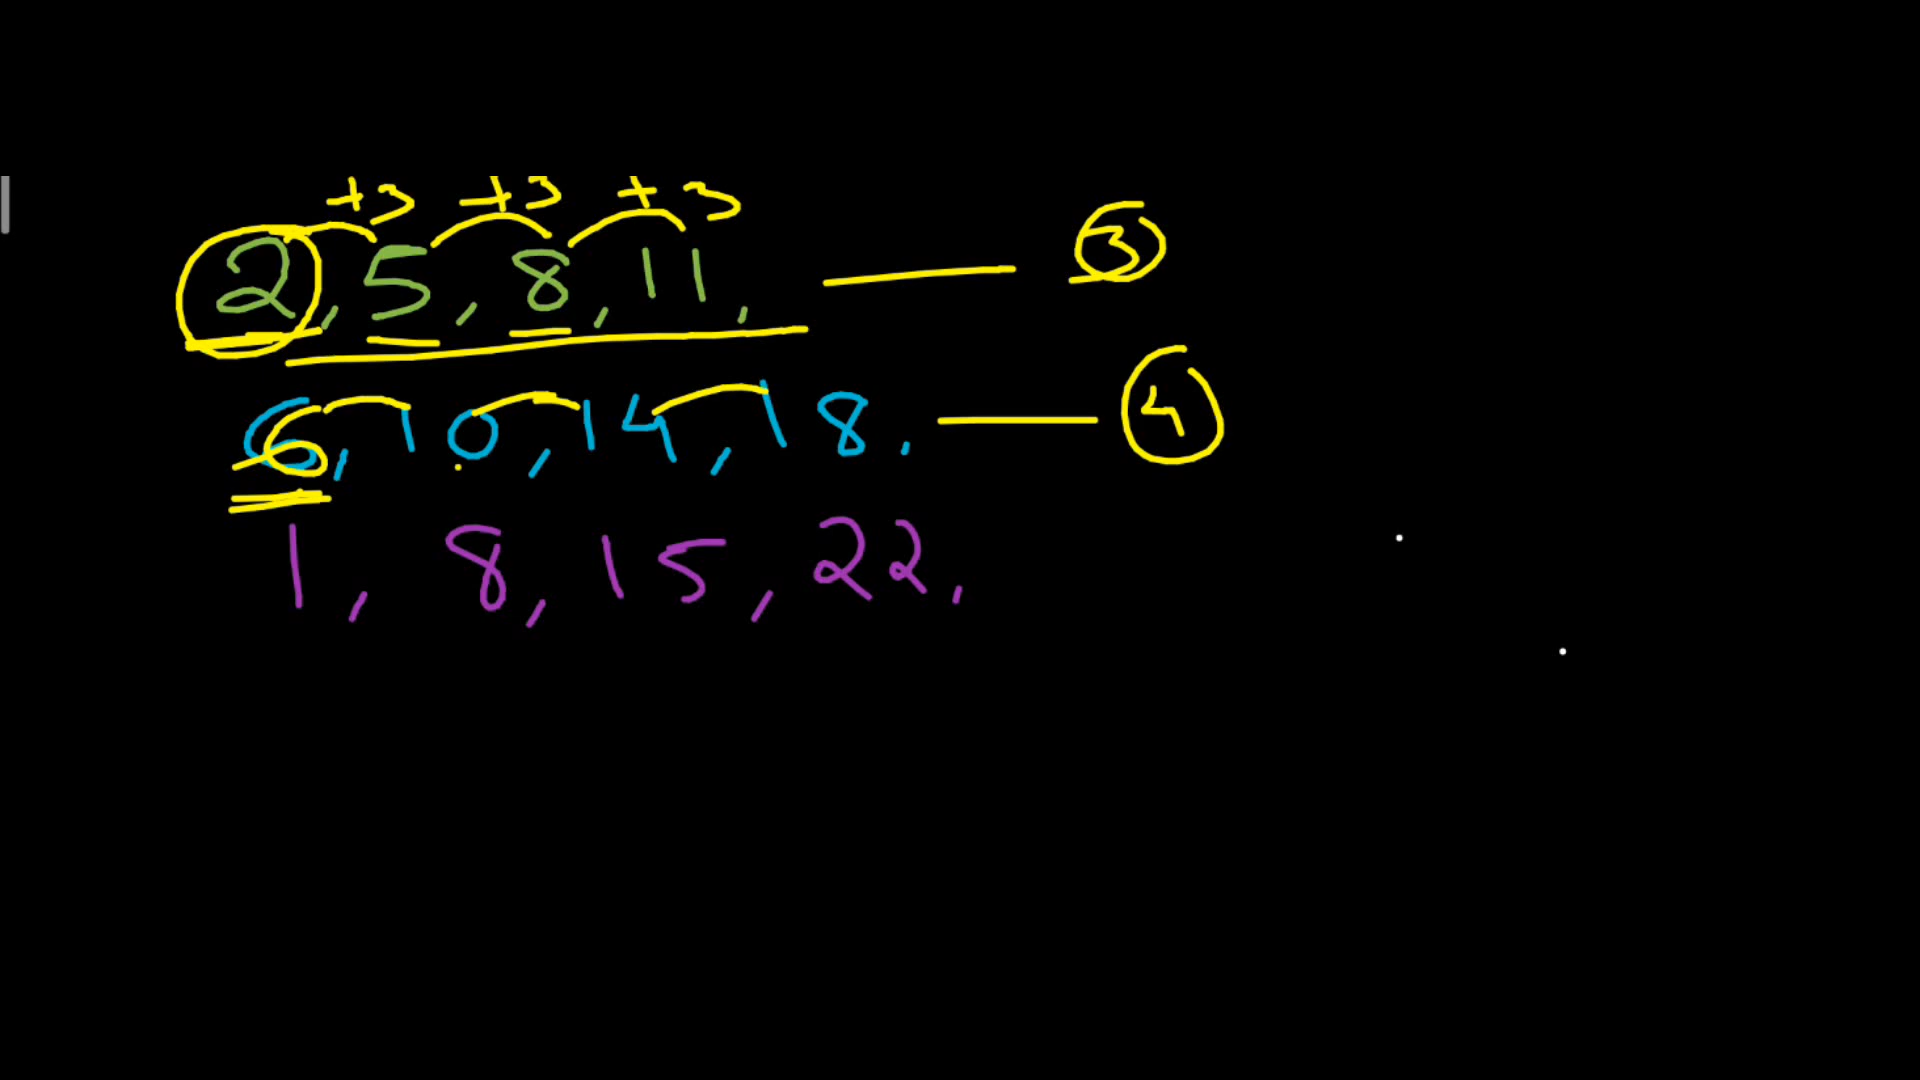 +3 +3 +3
2, 5, 8, 11, — 3
6, 10, 14, 18. — 4
1, 8, 15, 22.